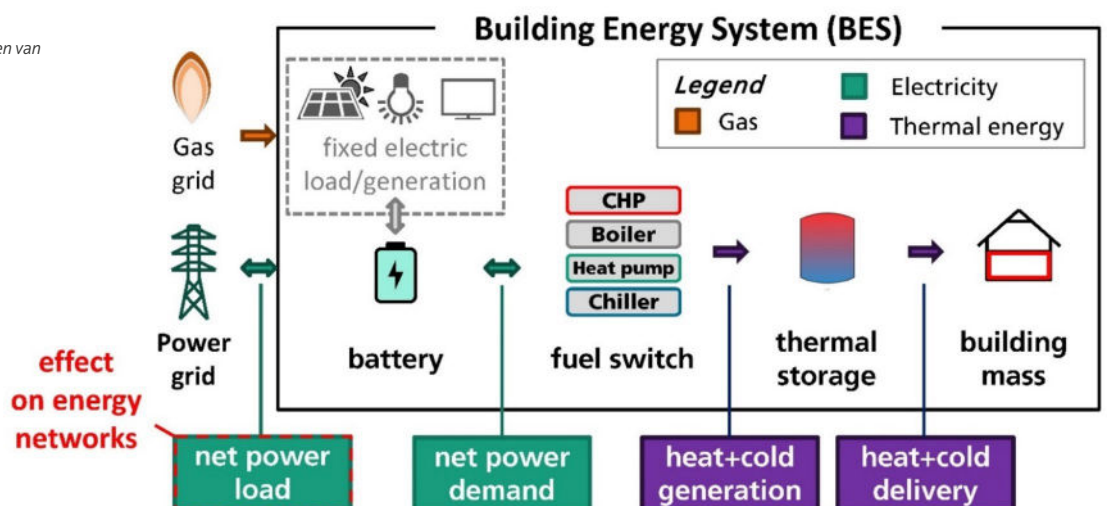 en van
Building Energy System (BES)
Legend
Gas
Electricity
Thermal energy
Gas
grid
fixed electric
load/generation
CHP
Boiler
Heat pump
Chiller
Power
grid
battery
fuel switch
thermal
storage
building
mass
effect
on energy
networks
net power
load
net power
demand
heat+cold
generation
heat+cold
delivery